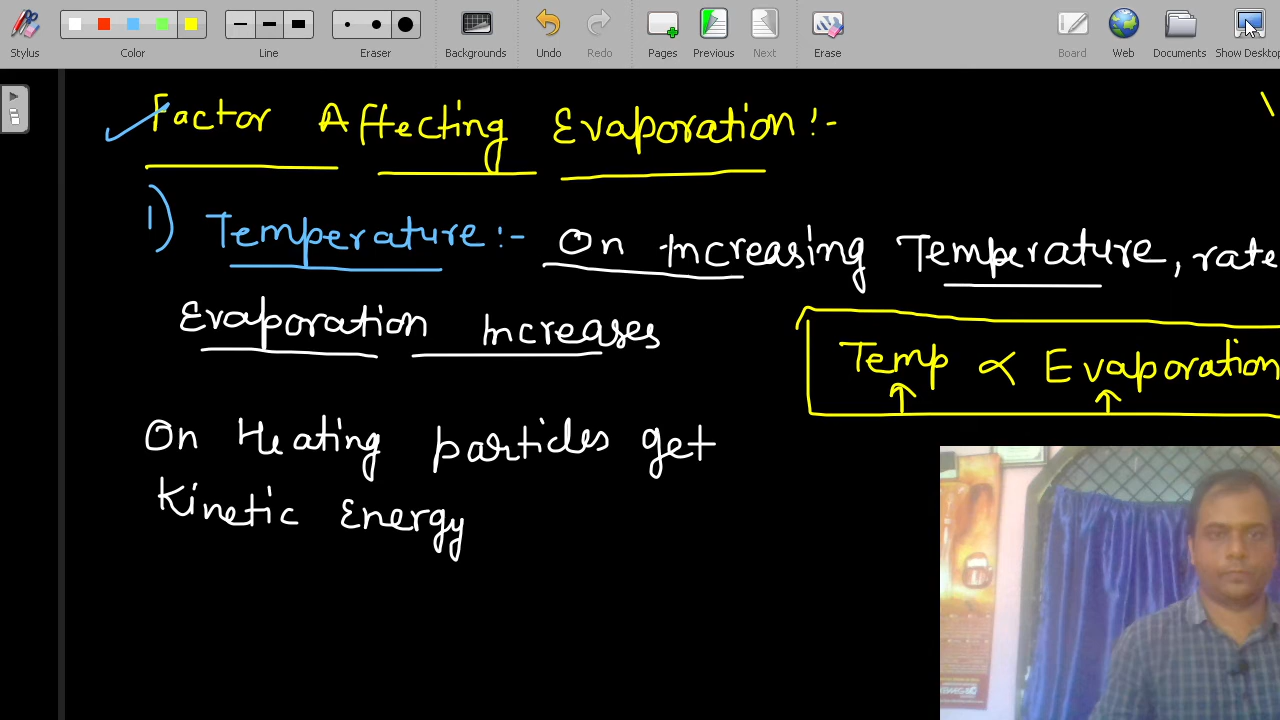 Stylus Color Line Eraser Backgrounds Undo Redo Pages Previous Next Erase Board Web Documents Show Deskto
Factor Affecting Evaporation :-
1) Temperature :- On Increasing Temperature, rate
Evaporation Increases
Temp ∝ Evaporation
↑ ↑
On Heating particles get
Kinetic Energy